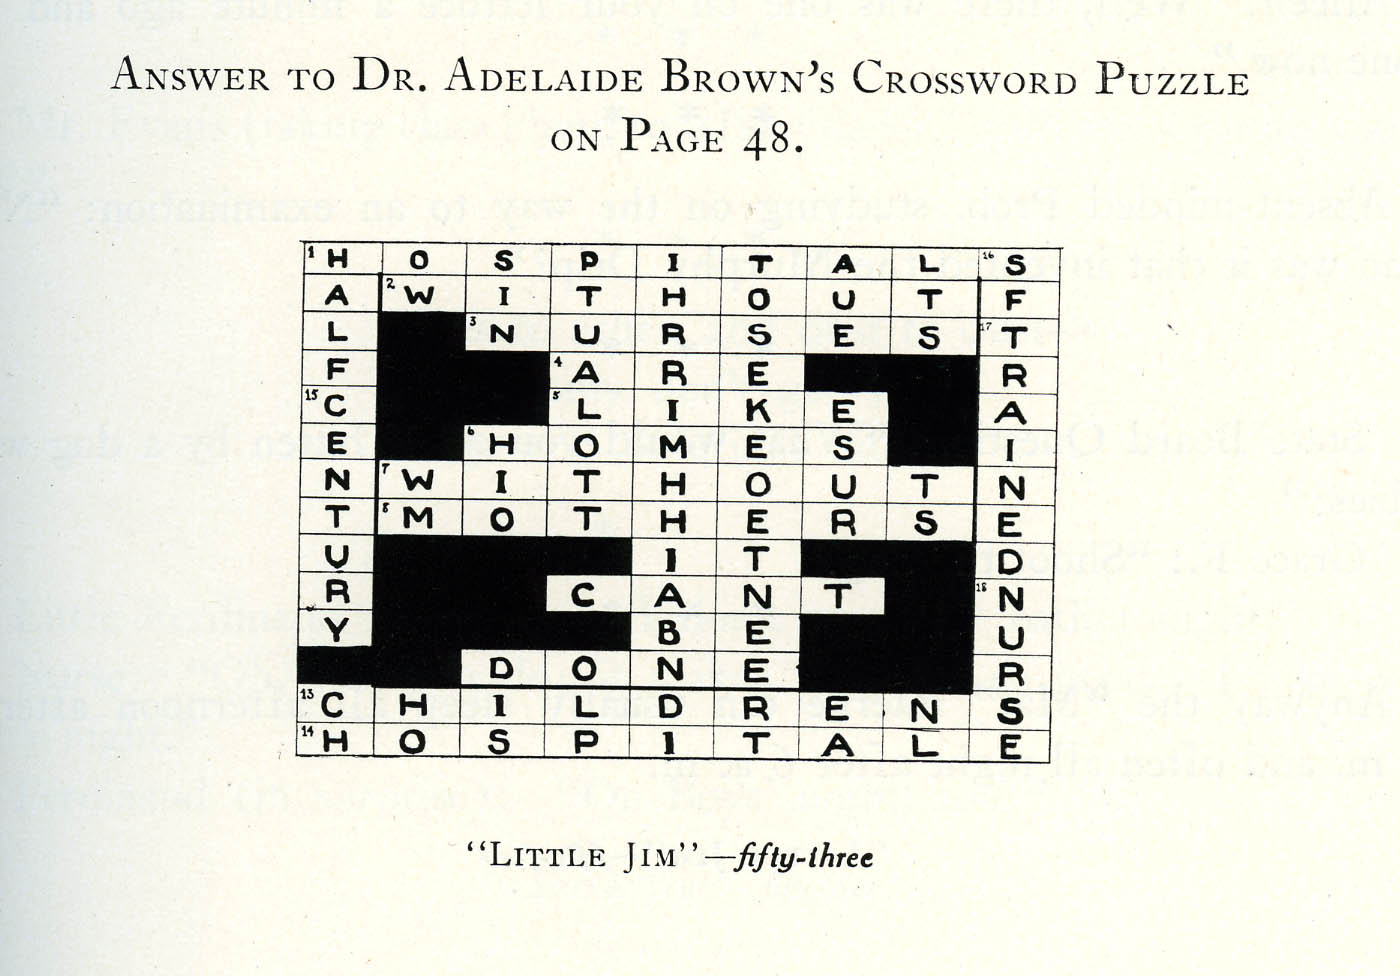 ANSWER TO DR. ADELAIDE BROWN'S CROSSWORD PUZZLE
ON PAGE 48.
1 H O S P I T A L 16 S
A 2 W I T H O U T F
L 3 N U R S E S 17 T
F 4 A R E R
15 C 5 L I K E A
E 6 H O M E S I
N 7 W I T H O U T N
T 8 M O T H E R S E
U I T D
R C A N T 18 N
Y B E U
D O N E R
13 C H I L D R E N S
14 H O S P I T A L E
"LITTLE JIM"—fifty-three